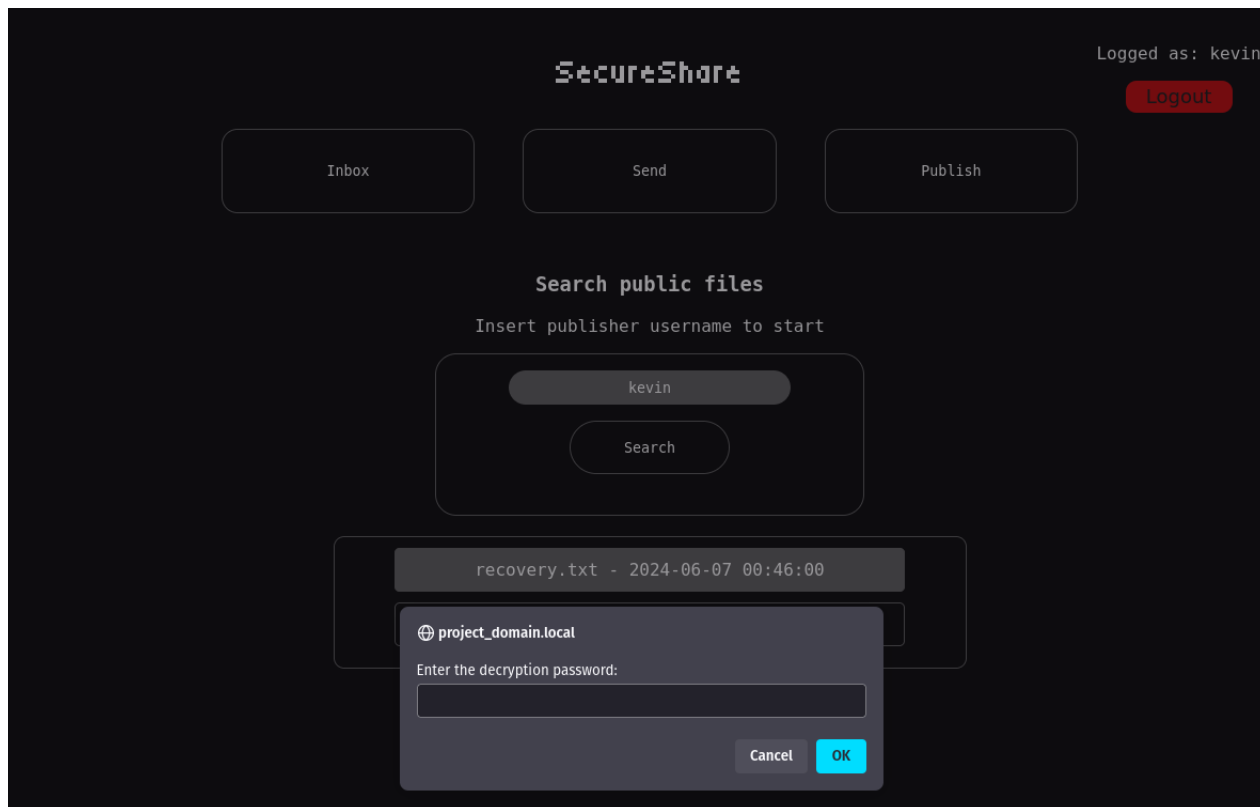 Logged as: kevin
SecureShare
Logout
Inbox
Send
Publish
Search public files
Insert publisher username to start
kevin
Search
recovery.txt - 2024-06-07 00:46:00
project_domain.local
Enter the decryption password:
Cancel
OK